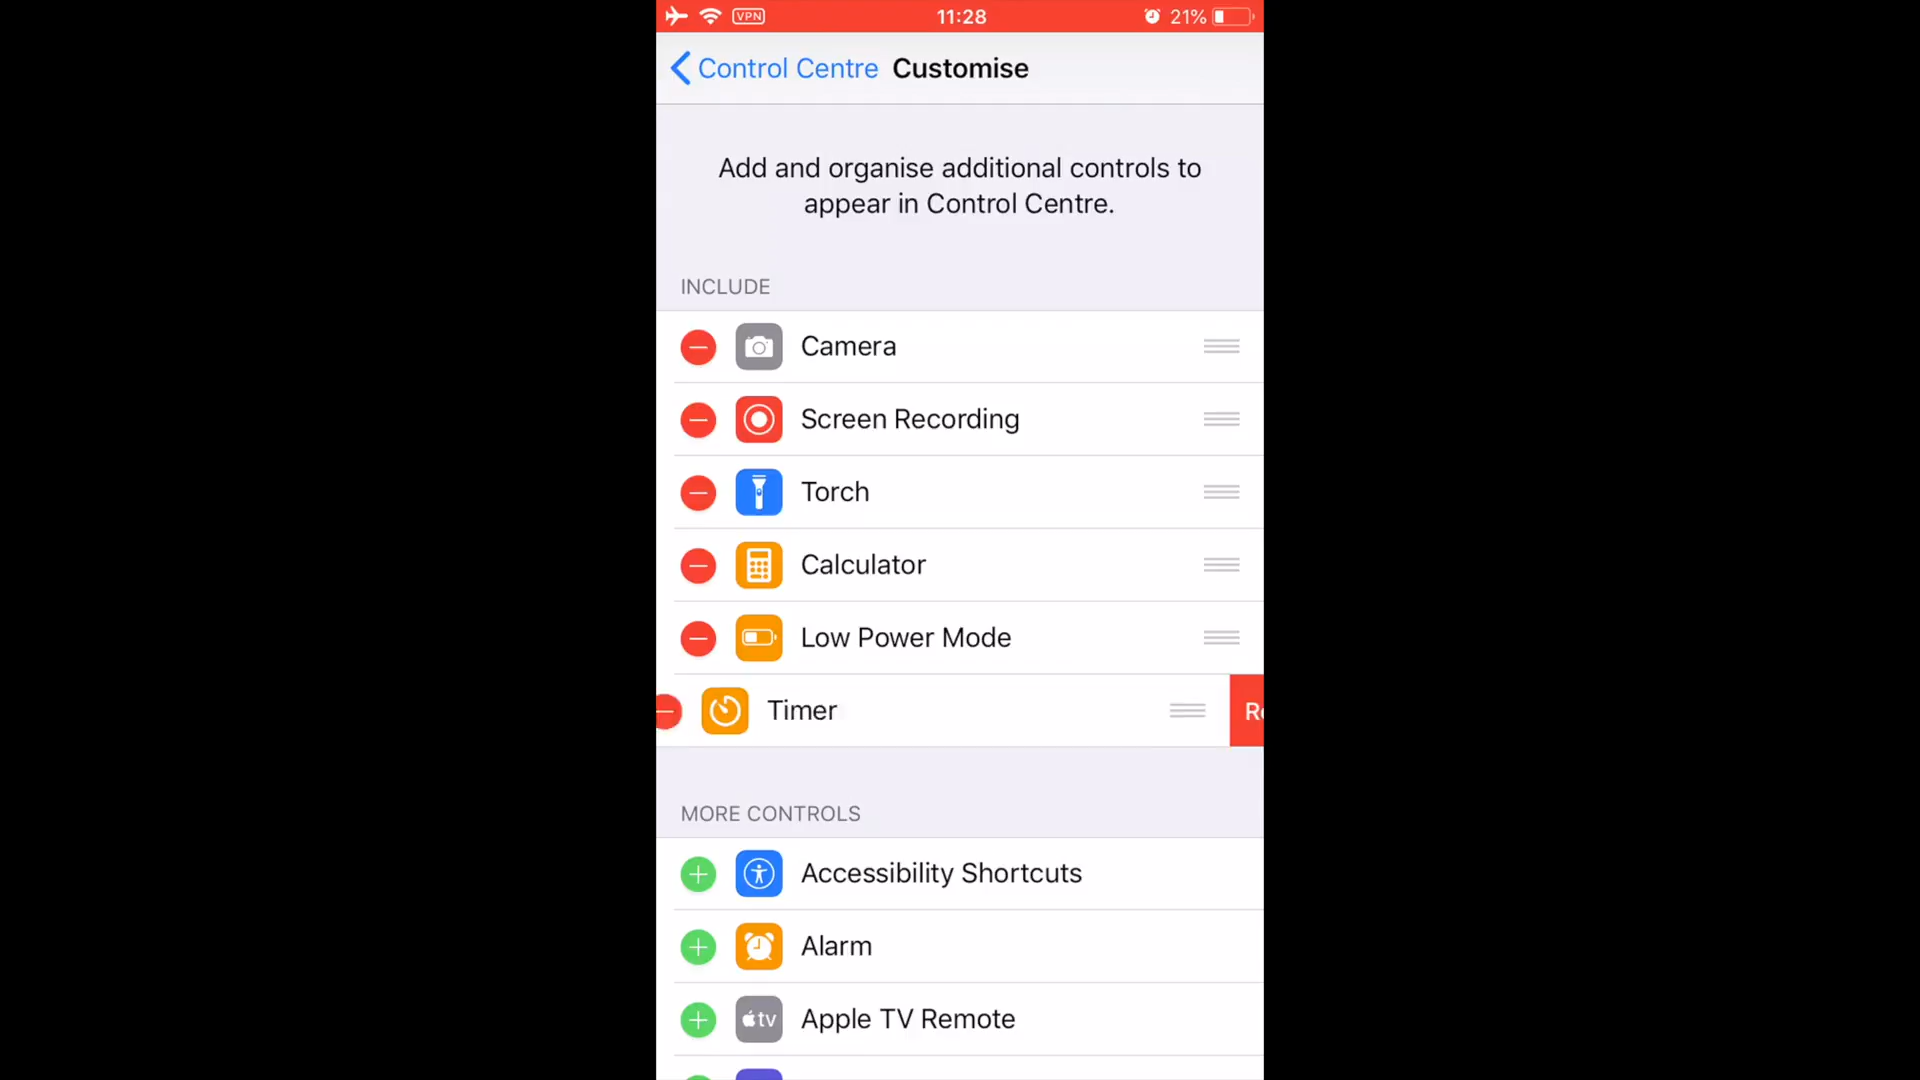 VPN 11:28 21%
Control Centre Customise
Add and organise additional controls to
appear in Control Centre.
INCLUDE
Camera
Screen Recording
Torch
Calculator
Low Power Mode
Timer
MORE CONTROLS
Accessibility Shortcuts
Alarm
tv Apple TV Remote